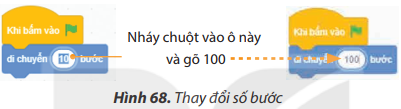 Khi bấm vào
di chuyển 10 bước
Nháy chuột vào ô này
và gõ 100
Khi bấm vào
di chuyển 100 bước
Hình 68. Thay đổi số bước